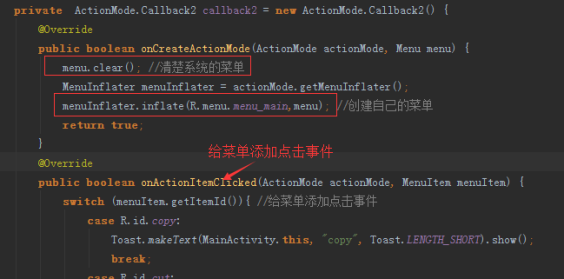 private ActionMode.Callback2 callback2 = new ActionMode.Callback2() {
@Override
public boolean onCreateActionMode(ActionMode actionMode, Menu menu) {
menu.clear(); //清楚系统的菜单
MenuInflater menuInflater = actionMode.getMenuInflater();
menuInflater.inflate(R.menu.menu_main,menu); //创建自己的菜单
return true;
}
给菜单添加点击事件
@Override
public boolean onActionItemClicked(ActionMode actionMode, MenuItem menuItem) {
switch (menuItem.getItemId()){ //给菜单添加点击事件
case R.id.copy:
Toast.makeText(MainActivity.this, "copy", Toast.LENGTH_SHORT).show();
break;
case R.id.cut: